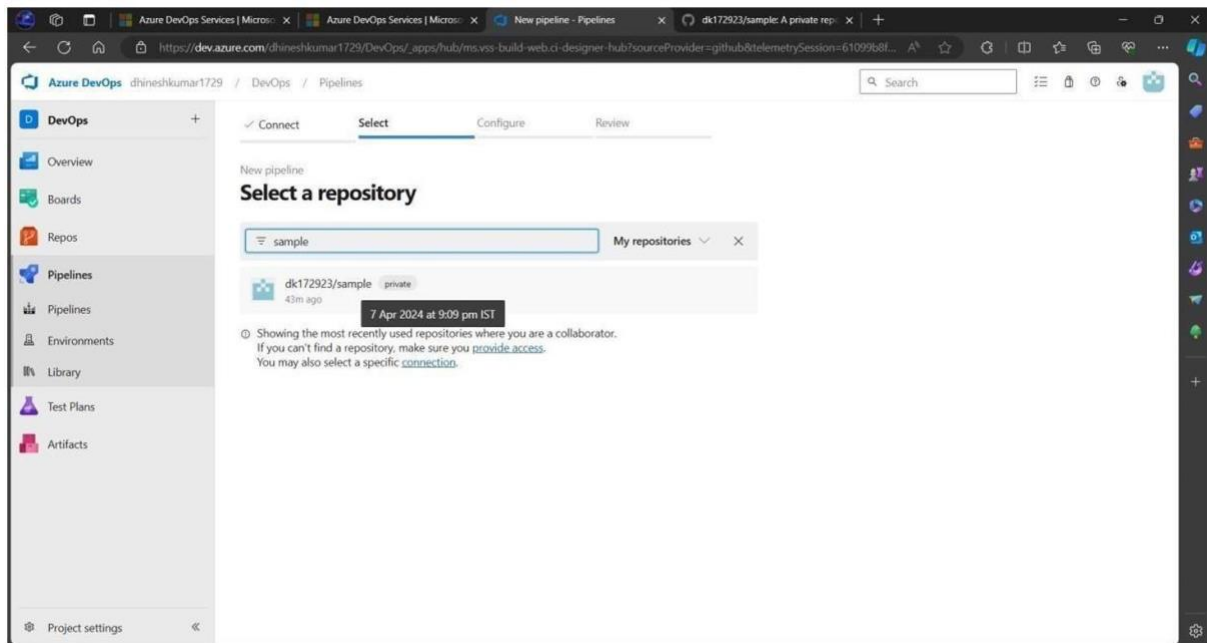 Azure DevOps Services | Microso
Azure DevOps Services | Microso
New pipeline - Pipelines
dk172923/sample: A private rep
https://dev.azure.com/dhineshkumar1729/DevOps/_apps/hub/ms.vss-build-web.ci-designer-hub?sourceProvider=github&telemetrySession=61099b8f...
Azure DevOps dhineshkumar1729 / DevOps / Pipelines
Search
D DevOps +
Overview
Boards
Repos
Pipelines
Pipelines
Environments
Library
Test Plans
Artifacts
Project settings
Connect
Select
Configure
Review
New pipeline
Select a repository
sample
My repositories
dk172923/sample private
43m ago
7 Apr 2024 at 9:09 pm IST
Showing the most recently used repositories where you are a collaborator.
If you can't find a repository, make sure you provide access.
You may also select a specific connection.